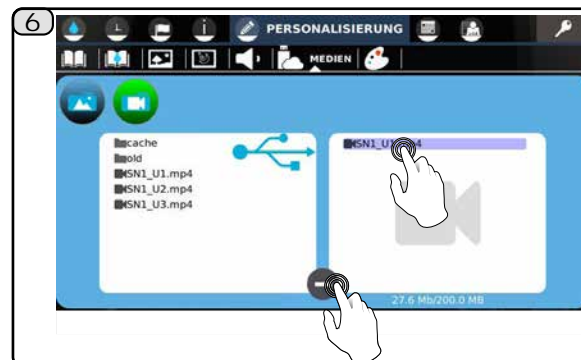 6
PERSONALISIERUNG
MEDIEN
cache
old
SN1_U1.mp4
SN1_U2.mp4
SN1_U3.mp4
27.6 Mb/200.0 MB